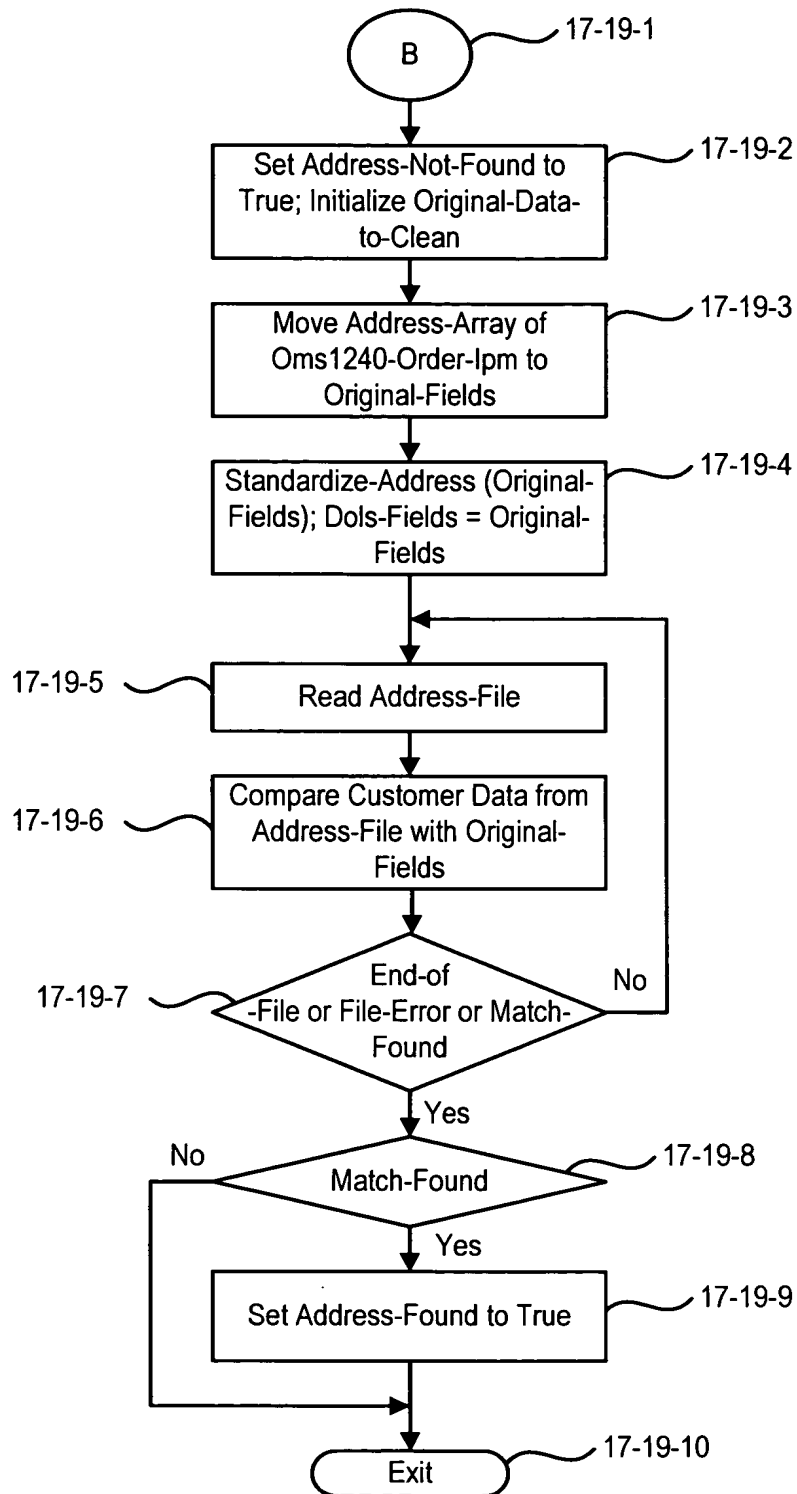 B
17-19-1
Set Address-Not-Found to
True; Initialize Original-Data-
to-Clean
17-19-2
Move Address-Array of
Oms1240-Order-Ipm to
Original-Fields
17-19-3
Standardize-Address (Original-
Fields); Dols-Fields = Original-
Fields
17-19-4
17-19-5
Read Address-File
17-19-6
Compare Customer Data from
Address-File with Original-
Fields
17-19-7
End-of
-File or File-Error or Match-
Found
No
Yes
No
Match-Found
17-19-8
Yes
Set Address-Found to True
17-19-9
Exit
17-19-10